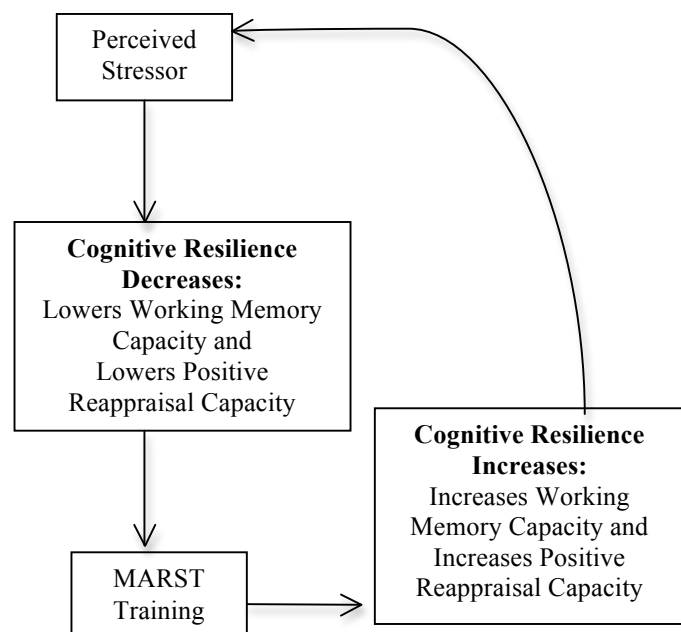 Perceived
Stressor
Cognitive Resilience
Decreases:
Lowers Working Memory
Capacity and
Lowers Positive
Reappraisal Capacity
MARST
Training
Cognitive Resilience
Increases:
Increases Working
Memory Capacity and
Increases Positive
Reappraisal Capacity